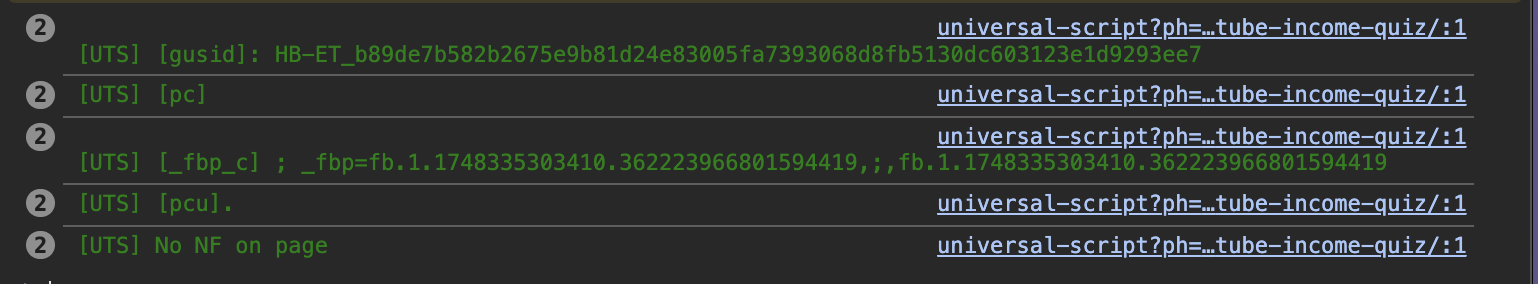 2 universal-script?ph=…tube-income-quiz/:1
[UTS] [gusid]: HB-ET_b89de7b582b2675e9b81d24e83005fa7393068d8fb5130dc603123e1d9293ee7
2 [UTS] [pc] universal-script?ph=…tube-income-quiz/:1
2 universal-script?ph=…tube-income-quiz/:1
[UTS] [_fbp_c] ; _fbp=fb.1.1748335303410.362223966801594419,;,fb.1.1748335303410.362223966801594419
2 [UTS] [pcu]. universal-script?ph=…tube-income-quiz/:1
2 [UTS] No NF on page universal-script?ph=…tube-income-quiz/:1